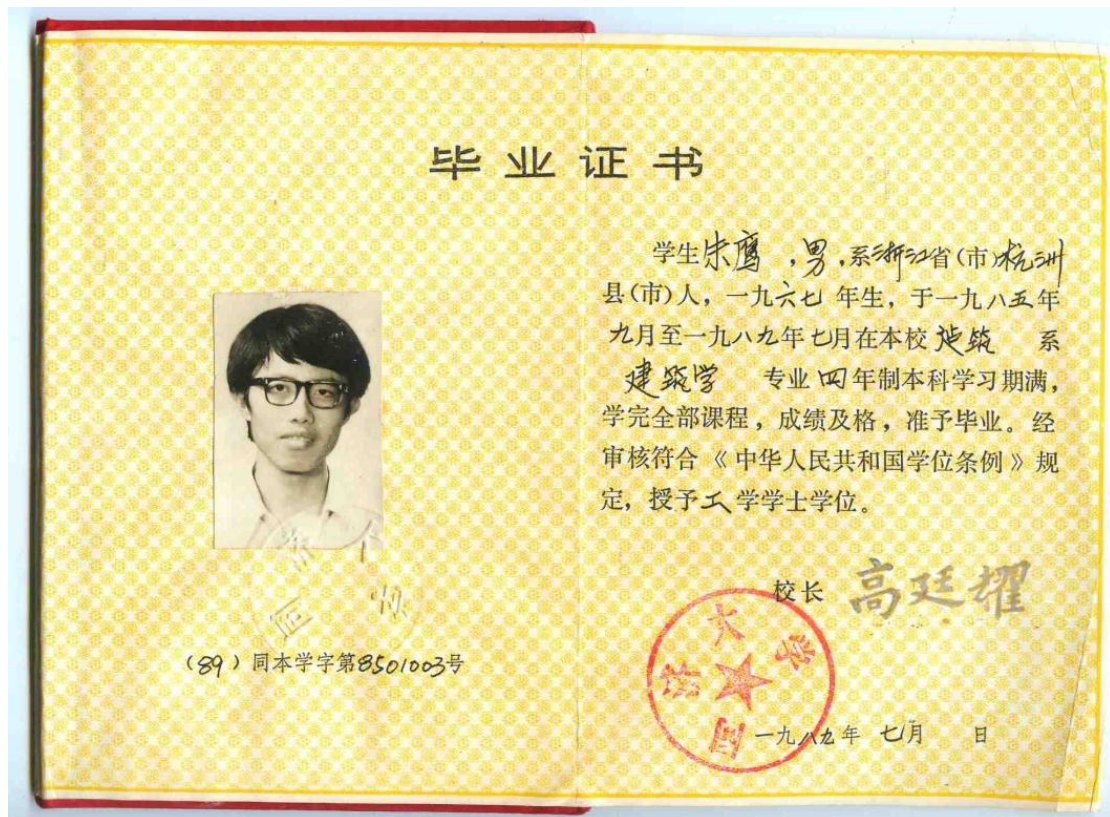 毕业证书
学生朱鹰,男,系浙江省(市)杭州
县(市)人,一九六七年生,于一九八五年
九月至一九八九年七月在本校建筑系
建筑学专业四年制本科学习期满,
学完全部课程,成绩及格,准予毕业。经
审核符合《中华人民共和国学位条例》规
定,授予工学学士学位。
校长 高廷耀
同济大学
一九八九年七月 日
(89)同本学字第8501003号